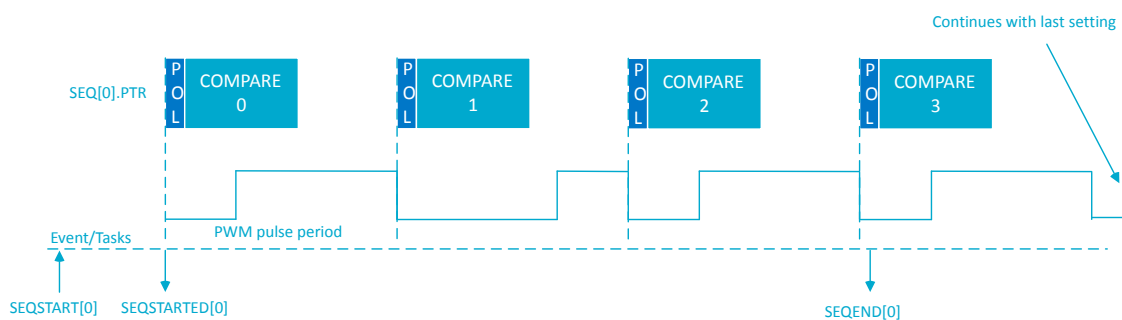 Continues with last setting
SEQ[0].PTR
P
O
L
COMPARE
0
P
O
L
COMPARE
1
P
O
L
COMPARE
2
P
O
L
COMPARE
3
Event/Tasks
PWM pulse period
SEQSTART[0]
SEQSTARTED[0]
SEQEND[0]